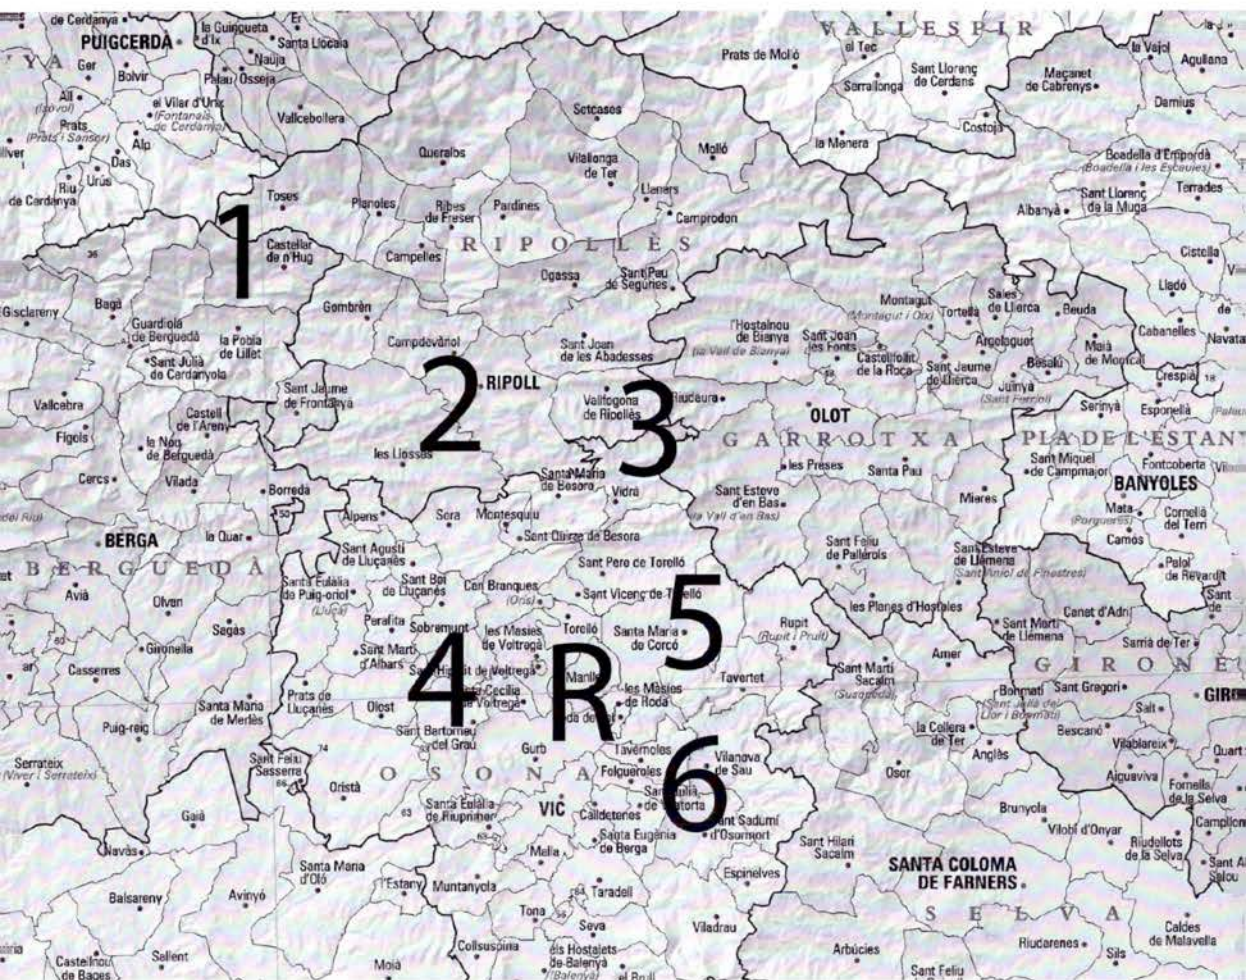 de Cerdanya
la Guingueta
d'Ix
Er
Santa Llocaia
PUIGCERDÀ
Ger
Bolvir
Naüja
Palau
Osseja
Vallcebollera
All
(Isòvol)
Prats
(Prats i Sansor)
el Vilar d'Urtx
(Fontanals
de Cerdanya)
Alp
Das
Urús
Riu
de Cerdanya
VALLESPIR
Prats de Molló
el Tec
Serrallonga
Sant Llorenç
de Cerdans
Costoja
la Menera
Maçanet
de Cabrenys
la Vajol
Agullana
Darnius
Boadella d'Empordà
(Boadella i les Escaules)
Sant Llorenç
de la Muga
Terrades
Albanyà
Cistella
Lladó
Cabanelles
Navata
Setcases
Queralbs
Vilallonga
de Ter
Molló
Llanars
Camprodon
Toses
Planoles
Ribes
de Freser
Pardines
RIPOLLÈS
1
Castellar
de n'Hug
Campelles
Ogassa
Sant Pau
de Segúries
36
Gisclareny
Bagà
Guardiola
de Berguedà
la Pobla
de Lillet
Sant Julià
de Cerdanyola
Gombrèn
Campdevànol
Sant Joan
de les Abadesses
2
RIPOLL
Vallfogona
de Ripollès
3
Riudaura
l'Hostalnou
de Bianya
(la Vall de Bianya)
Sant Joan
les Fonts
Montagut
(Montagut i Oix)
Tortellà
Sales
de Llierca
Beuda
Argelaguer
Castellfollit
de la Roca
Sant Jaume
de Llierca
Besalú
Maià
de Montcal
Juïnyà
(Sant Ferriol)
Crespià
18
Serinyà
Esponellà
OLOT
GARROTXA
PLA DE L'ESTANY
Sant Miquel
de Campmajor
Fontcoberta
BANYOLES
Mata
(Porqueres)
Cornellà
del Terri
Camós
Palol
de Revardit
Vallcebre
Fígols
Castell
de l'Areny
la Nou
de Berguedà
Cercs
Vilada
Borredà
Sant Jaume
de Frontanyà
les Llosses
Santa Maria
de Besora
Vidrà
les Preses
Santa Pau
Mieres
Sant Esteve
d'en Bas
(la Vall d'en Bas)
50
Alpens
Sora
Montesquiu
Sant Quirze de Besora
BERGA
la Quar
BERGUEDÀ
Avià
Olvan
Sagàs
Gironella
Casserres
Sant Agustí
de Lluçanès
Santa Eulàlia
de Puig-oriol
(Lluçà)
Sant Boi
de Lluçanès
Can Branques
(Orís)
Sant Pere de Torelló
Sant Vicenç de Torelló
5
Sant Feliu
de Pallerols
Sant Esteve
de Llémena
(Sant Aniol de Finestres)
les Planes d'Hostoles
Canet d'Adri
Sant Martí
de Llémena
Sarrià de Ter
GIRONE
Perafita
Sobremunt
les Masies
de Voltregà
Torelló
Santa Maria
de Corcó
Rupit
(Rupit i Pruit)
Sant Martí
d'Albars
4
Sant Hipòlit de Voltregà
Santa Cecília
de Voltregà
R
Manlleu
les Masies
de Roda
Tavertet
Sant Martí
Sacalm
(Susqueda)
Amer
Bonmatí
(Sant Julià del
Llor i Bonmatí)
Sant Gregori
Salt
Prats de
Lluçanès
Olost
Sant Bartomeu
del Grau
Santa Maria
de Merlès
Puig-reig
Serrateix
(Viver i Serrateix)
Sant Feliu
Sasserra
74
Oristà
Gurb
Tavèrnoles
Folgueroles
6
Vilanova
de Sau
la Cellera
de Ter
Anglès
Osor
Bescanó
Vilablareix
Aiguaviva
Quart
Fornells
de la Selva
OSONA
VIC
Calldetenes
Santa Eulàlia
de Riuprimer
63
Santa Eugènia
de Berga
Sant Sadurní
d'Osormort
Malla
Gaià
Navàs
Balsareny
Avinyó
Santa Maria
d'Oló
l'Estany
Muntanyola
Taradell
Espinelves
Sant Hilari
Sacalm
Brunyola
Vilobí d'Onyar
Riudellots
de la Selva
SANTA COLOMA
DE FARNERS
SELVA
Tona
Seva
Viladrau
Collsuspina
els Hostalets
de Balenyà
(Balenyà)
el Brull
Sallent
Castellnou
de Bages
Moià
Arbúcies
Sant Feliu
Riudarenes
Sils
Caldes
de Malavella